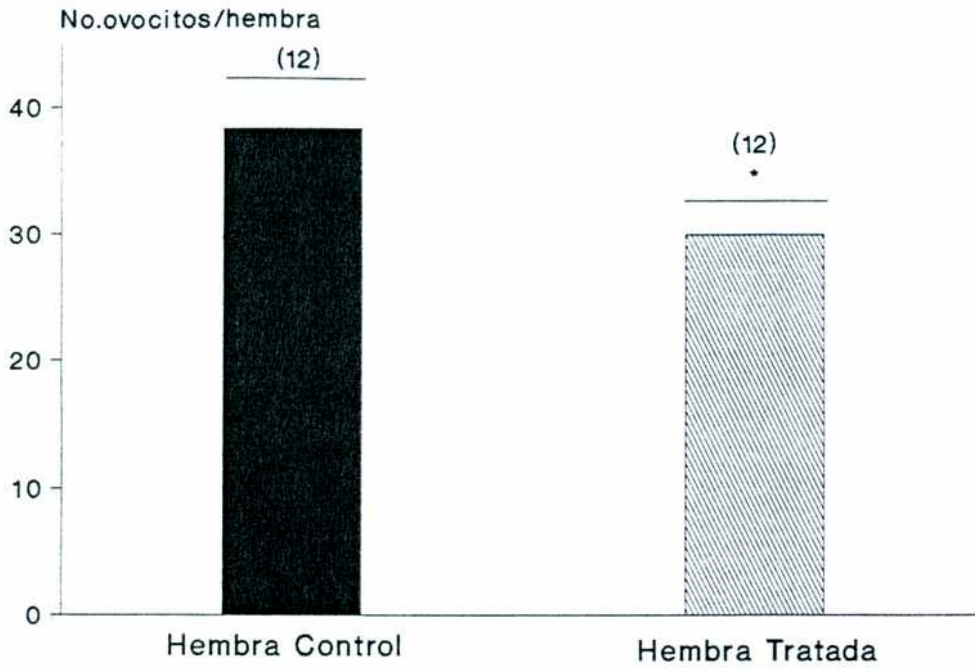 No.ovocitos/hembra
(12)
40
(12)
*
30
20
10
0
Hembra Control
Hembra Tratada